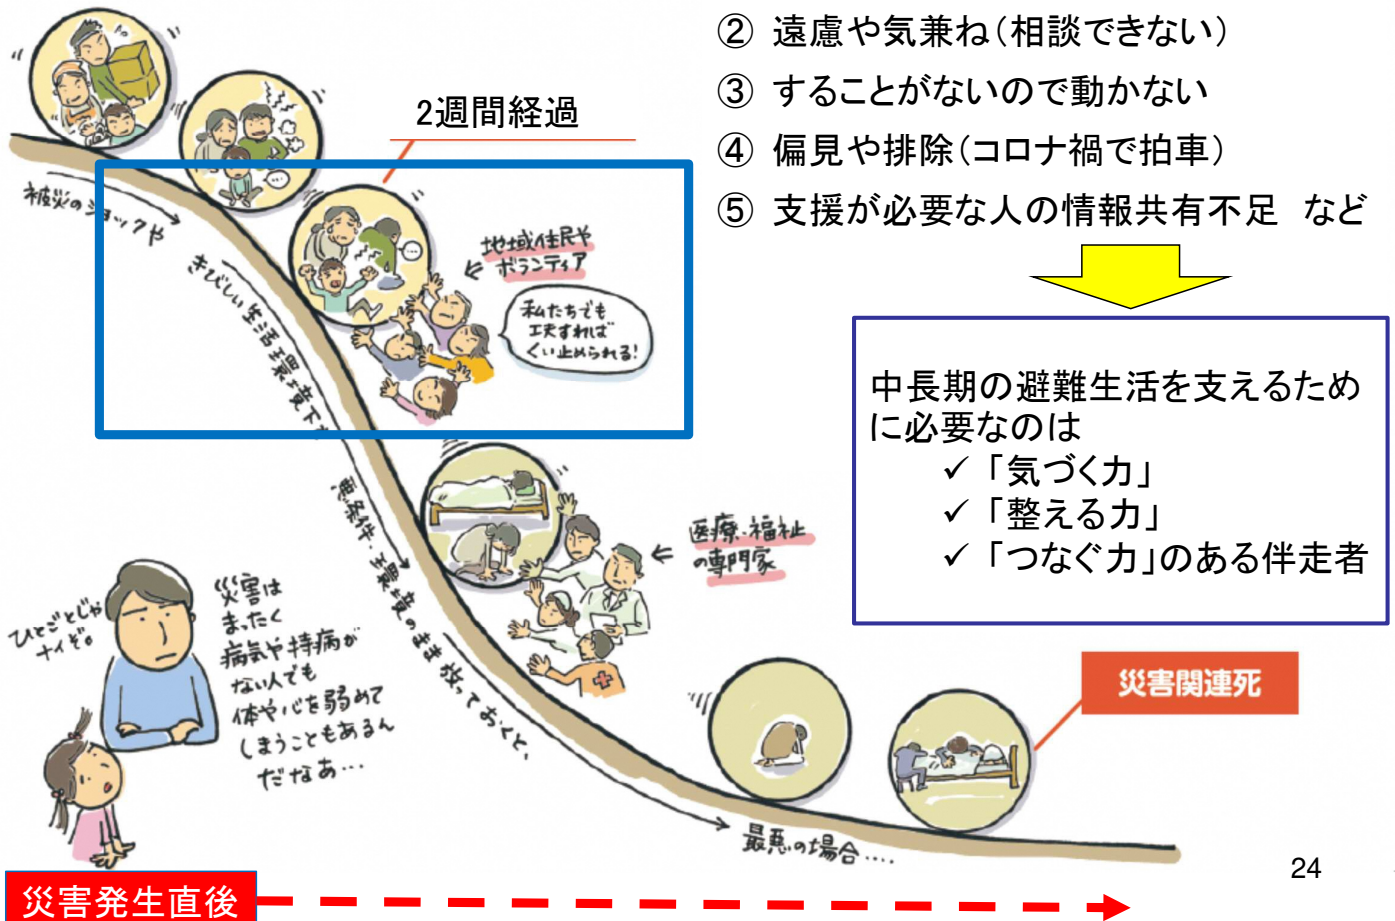 ② 遠慮や気兼ね（相談できない）
③ することがないので動かない
④ 偏見や排除（コロナ禍で拍車）
⑤ 支援が必要な人の情報共有不足　など
2週間経過
被災のショックや
きびしい生活環境下で
地域住民や
ボランティア
私たちでも
工夫すれば
くい止められる！
中長期の避難生活を支えるため
に必要なのは
✓ 「気づく力」
✓ 「整える力」
✓ 「つなぐ力」のある伴走者
悪条件・環境のまま放っておくと、
医療・福祉
の専門家
ひとごとじゃ
ナイぞ。
災害は
まったく
病気や持病が
ない人でも
体や心を弱めて
しまうこともあるん
だなあ…
災害関連死
最悪の場合‥‥
24
災害発生直後